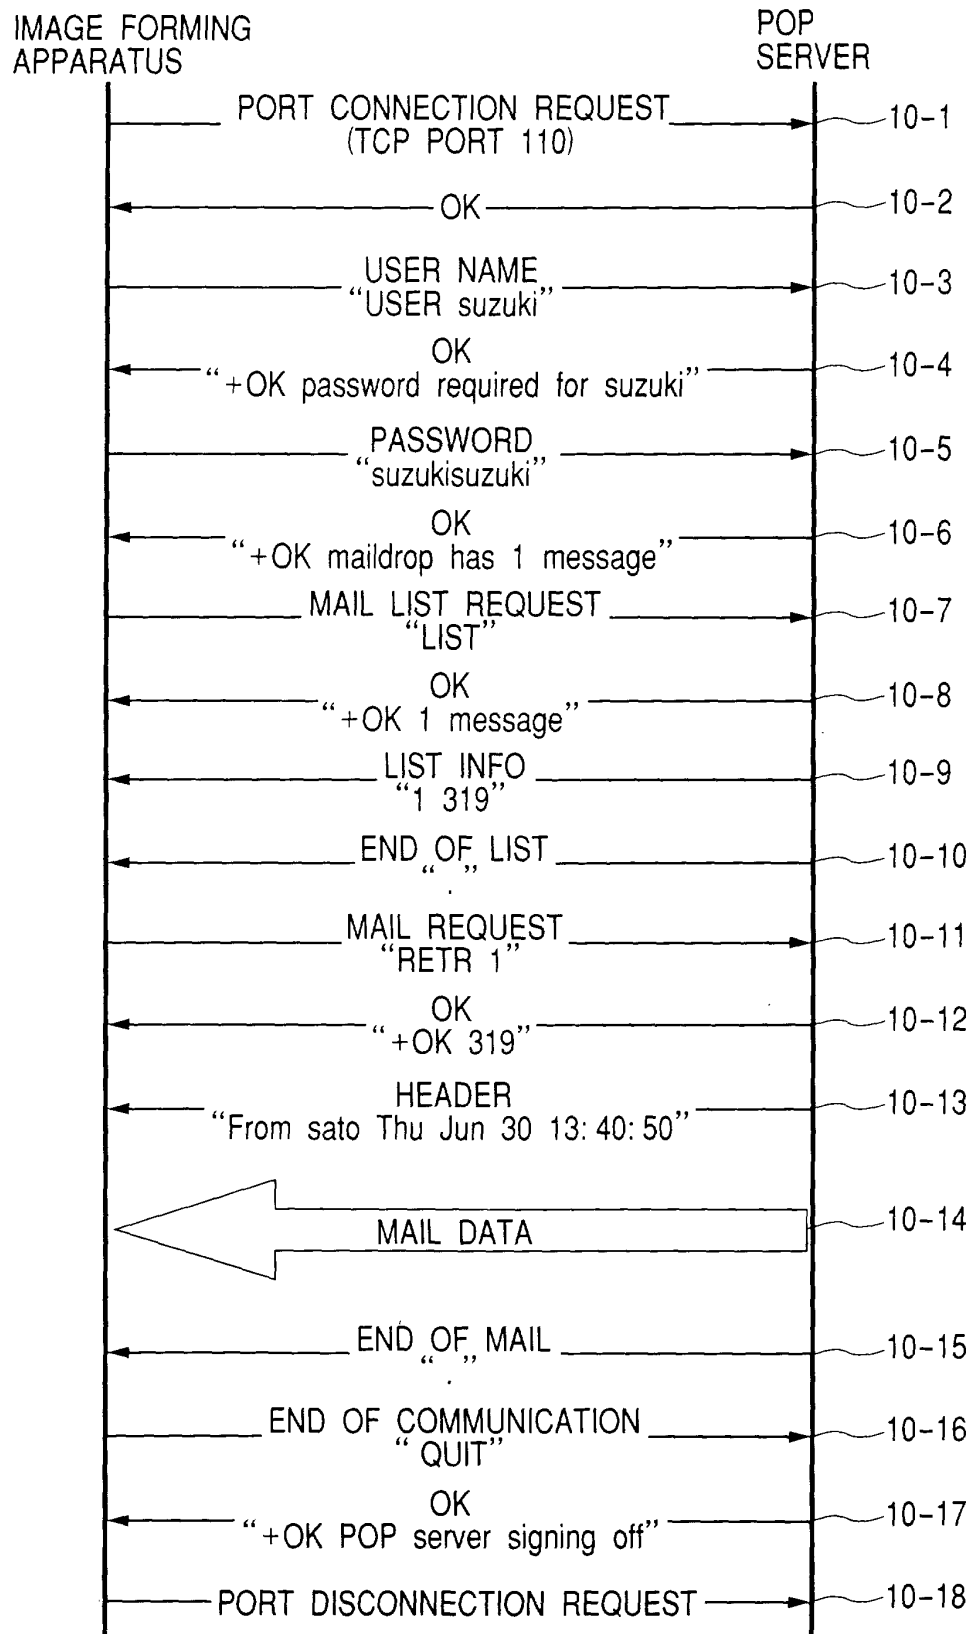 IMAGE FORMING
APPARATUS
POP
SERVER
PORT CONNECTION REQUEST
(TCP PORT 110)
10-1
OK
10-2
USER NAME
“USER suzuki”
10-3
OK
“+OK password required for suzuki”
10-4
PASSWORD
“suzukisuzuki”
10-5
OK
“+OK maildrop has 1 message”
10-6
MAIL LIST REQUEST
“LIST”
10-7
OK
“+OK 1 message”
10-8
LIST INFO
“1 319”
10-9
END OF LIST
“.”
10-10
MAIL REQUEST
“RETR 1”
10-11
OK
“+OK 319”
10-12
HEADER
“From sato Thu Jun 30 13:40:50”
10-13
MAIL DATA
10-14
END OF MAIL
“.”
10-15
END OF COMMUNICATION
“QUIT”
10-16
OK
“+OK POP server signing off”
10-17
PORT DISCONNECTION REQUEST
10-18